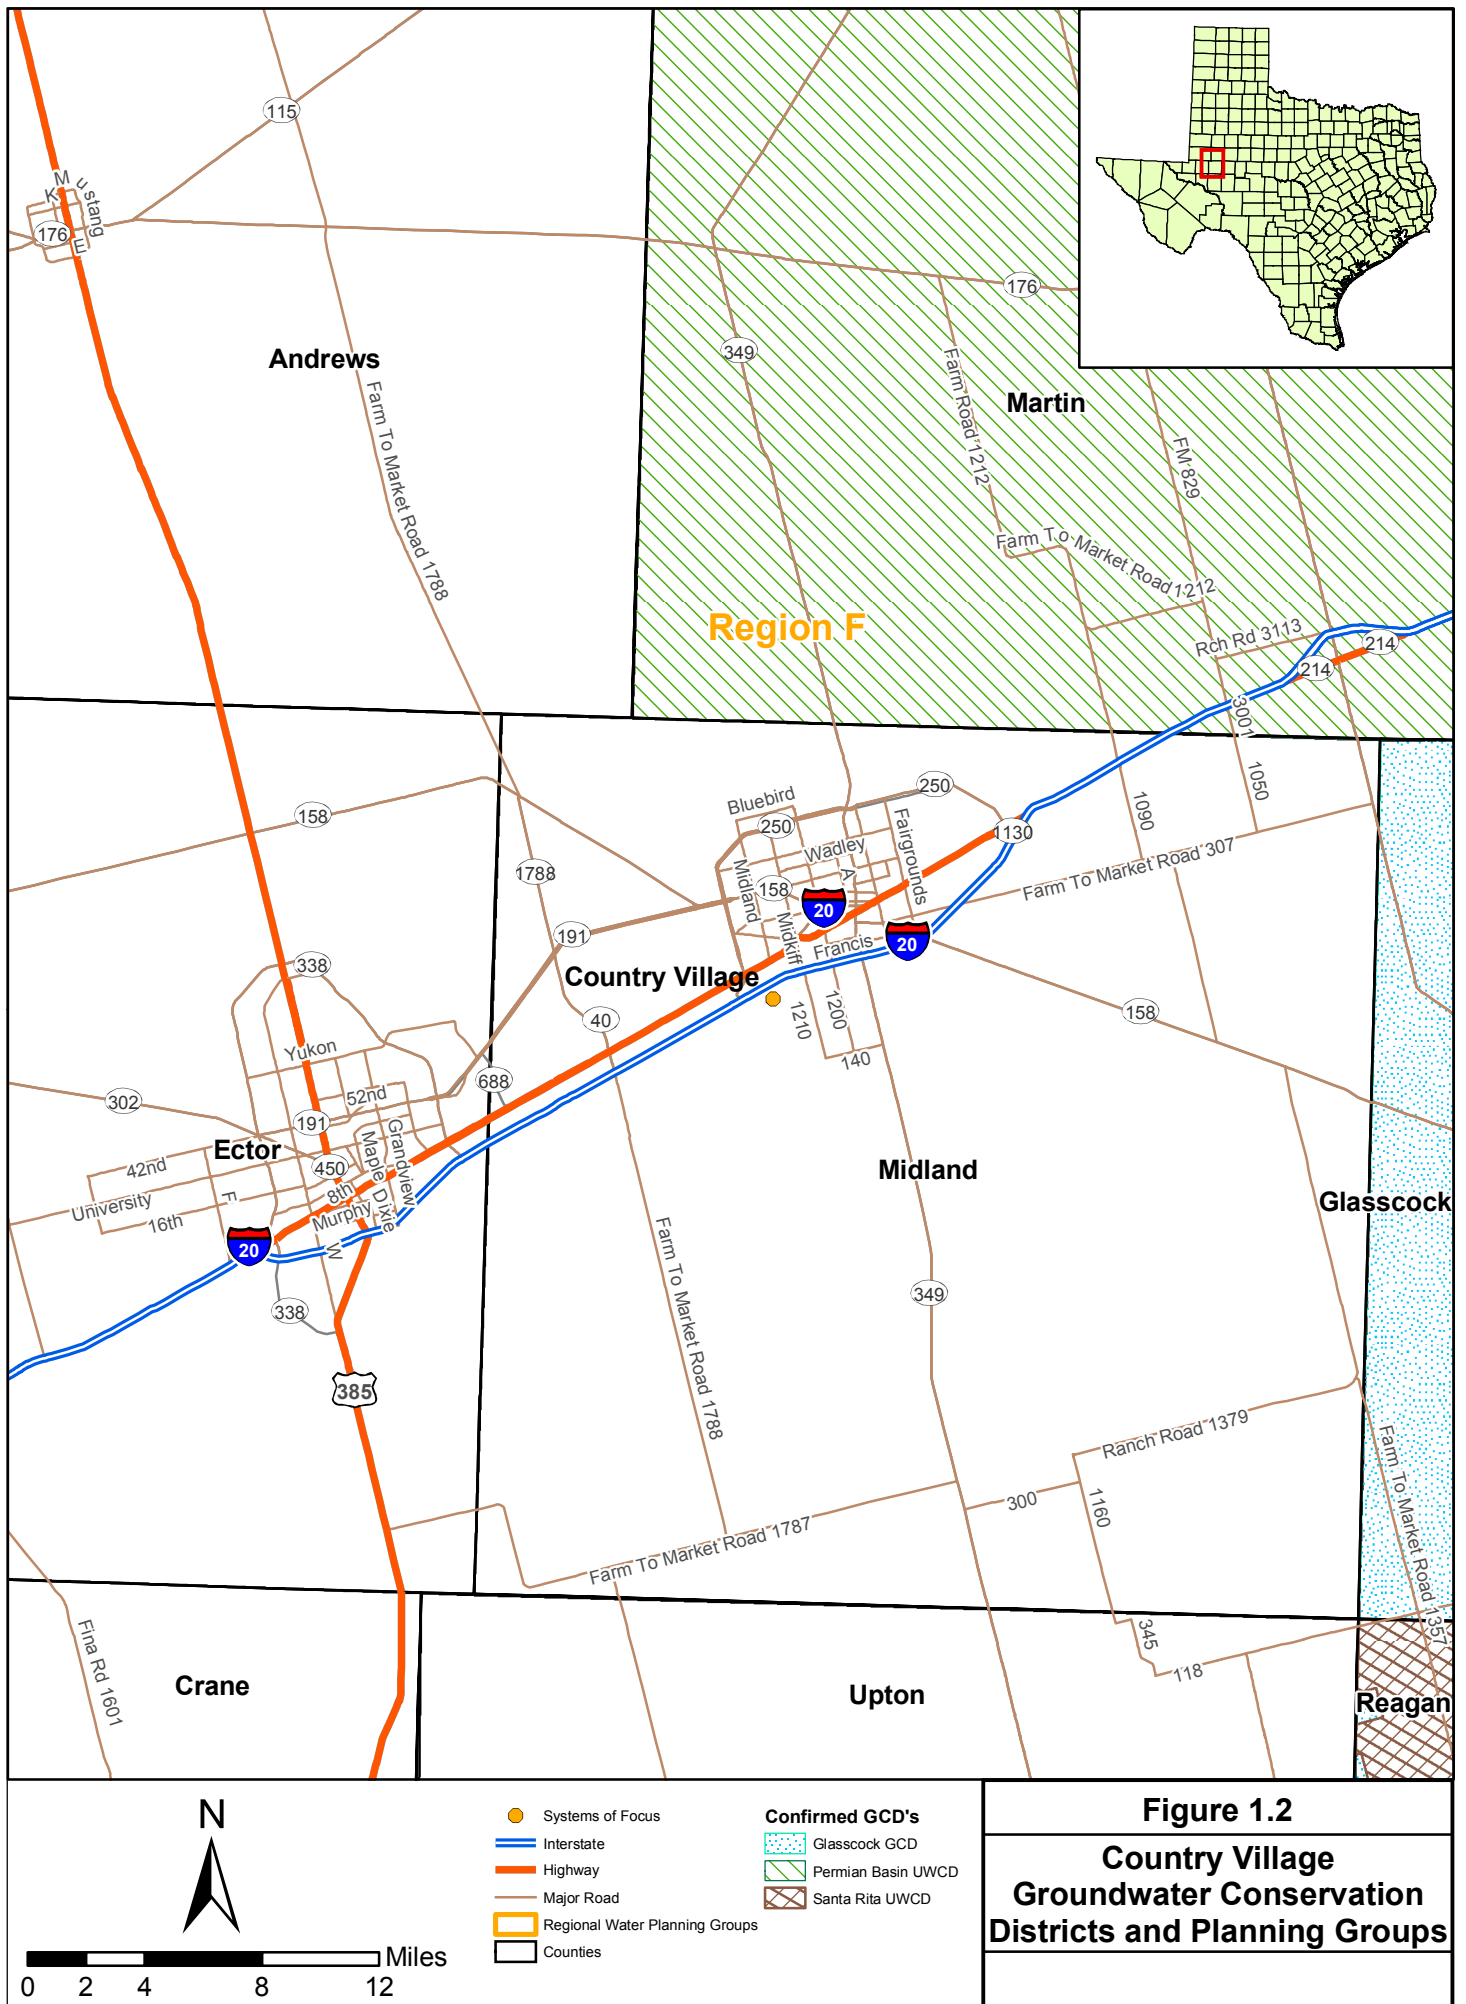 115
M
u stang
K
176
E
176
349
Andrews
Martin
Farm To Market Road 1788
Farm Road 1212
FM 829
Farm To Market Road 1212
Region F
Rch Rd 3113
214
214
3001
1050
1090
158
Bluebird
250
250
1130
Fairgrounds
Wadley
A
Midland
158
20
Farm To Market Road 307
1788
191
Midkiff
Francis
20
Country Village
338
40
1210
1200
140
158
Yukon
688
302
52nd
191
Grandview
Maple
Dixie
Ector
450
42nd
8th
University
F
16th
Murphy
W
20
338
385
Midland
Glasscock
349
Farm To Market Road 1788
Ranch Road 1379
300
1160
Farm To Market Road 1357
Farm To Market Road 1787
345
118
Fina Rd 1601
Crane
Upton
Reagan
N
Miles
0 2 4 8 12
Systems of Focus
Interstate
Highway
Major Road
Regional Water Planning Groups
Counties
Confirmed GCD's
Glasscock GCD
Permian Basin UWCD
Santa Rita UWCD
Figure 1.2
Country Village
Groundwater Conservation
Districts and Planning Groups